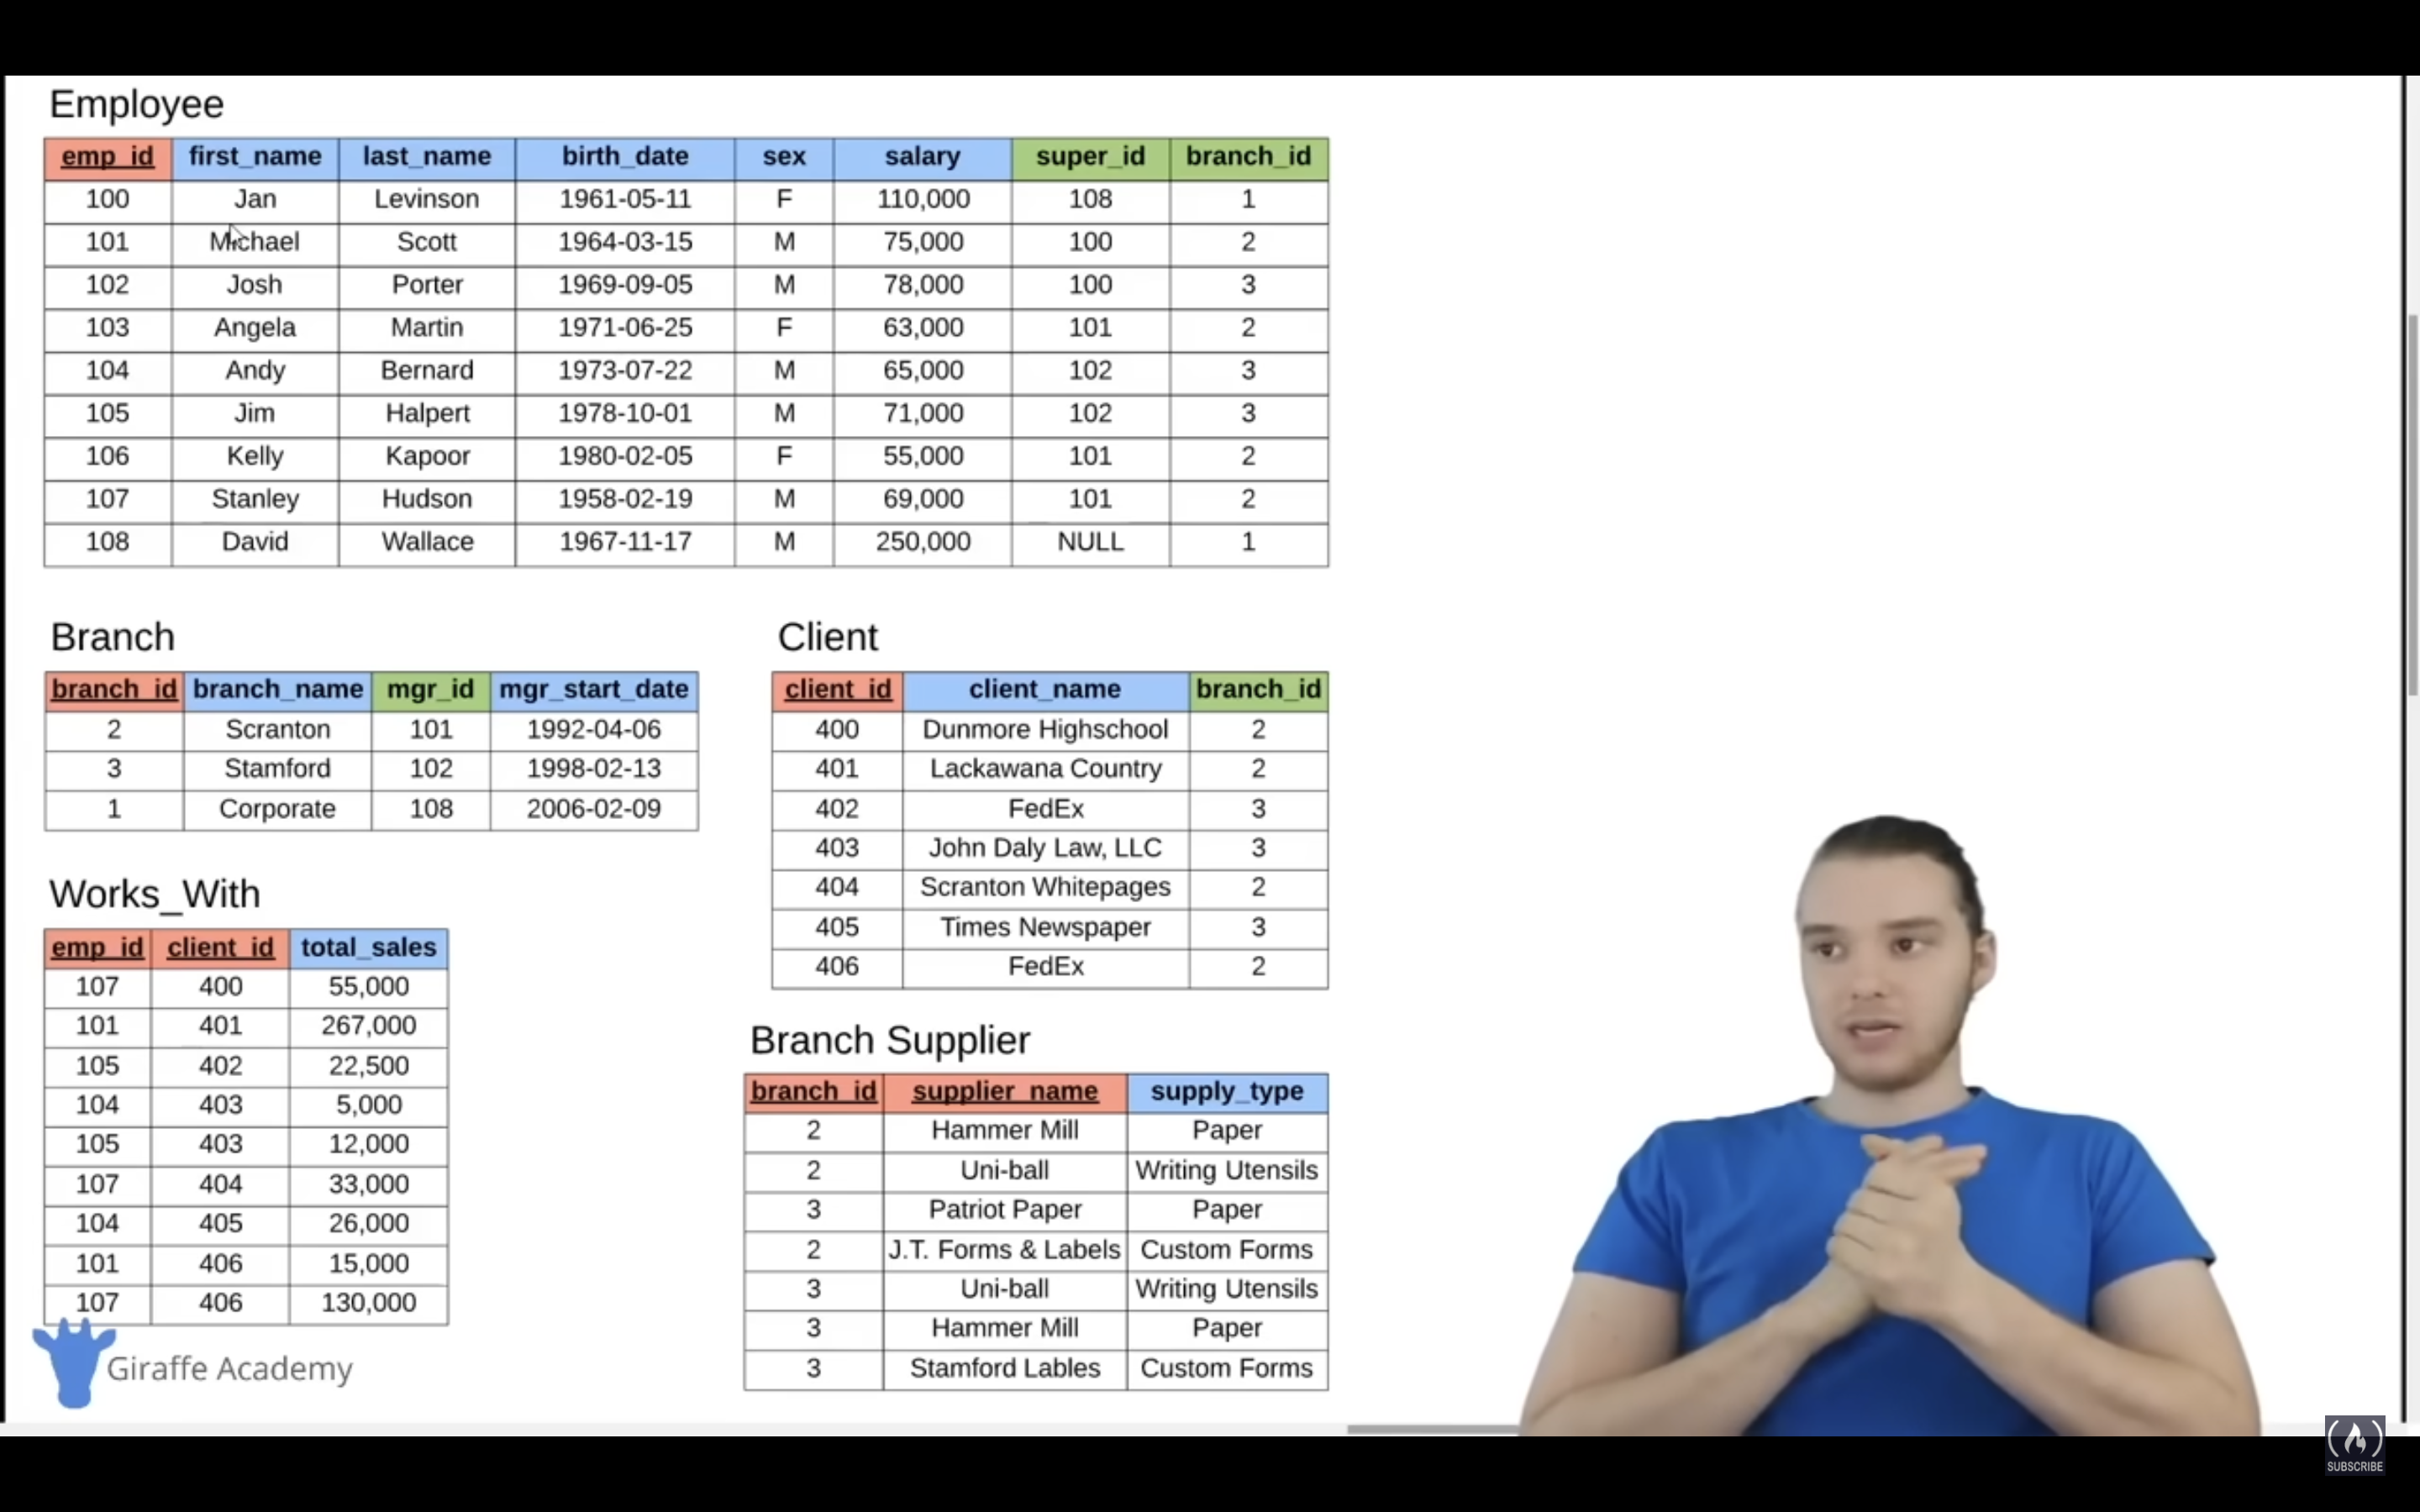 Employee
emp_id first_name last_name birth_date sex salary super_id branch_id
100 Jan Levinson 1961-05-11 F 110,000 108 1
101 Michael Scott 1964-03-15 M 75,000 100 2
102 Josh Porter 1969-09-05 M 78,000 100 3
103 Angela Martin 1971-06-25 F 63,000 101 2
104 Andy Bernard 1973-07-22 M 65,000 102 3
105 Jim Halpert 1978-10-01 M 71,000 102 3
106 Kelly Kapoor 1980-02-05 F 55,000 101 2
107 Stanley Hudson 1958-02-19 M 69,000 101 2
108 David Wallace 1967-11-17 M 250,000 NULL 1
Branch
branch_id branch_name mgr_id mgr_start_date
2 Scranton 101 1992-04-06
3 Stamford 102 1998-02-13
1 Corporate 108 2006-02-09
Client
client_id client_name branch_id
400 Dunmore Highschool 2
401 Lackawana Country 2
402 FedEx 3
403 John Daly Law, LLC 3
404 Scranton Whitepages 2
405 Times Newspaper 3
406 FedEx 2
Works_With
emp_id client_id total_sales
107 400 55,000
101 401 267,000
105 402 22,500
104 403 5,000
105 403 12,000
107 404 33,000
104 405 26,000
101 406 15,000
107 406 130,000
Branch Supplier
branch_id supplier_name supply_type
2 Hammer Mill Paper
2 Uni-ball Writing Utensils
3 Patriot Paper Paper
2 J.T. Forms & Labels Custom Forms
3 Uni-ball Writing Utensils
3 Hammer Mill Paper
3 Stamford Lables Custom Forms
Giraffe Academy
SUBSCRIBE